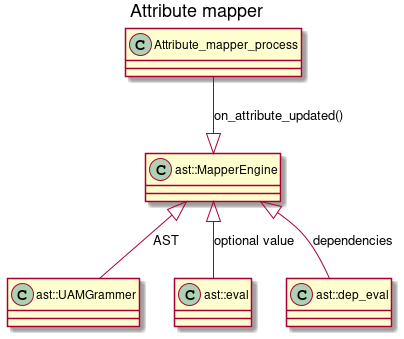 Attribute mapper
C Attribute_mapper_process
on_attribute_updated()
C ast::MapperEngine
AST
optional value
dependencies
C ast::UAMGrammer
C ast::eval
C ast::dep_eval